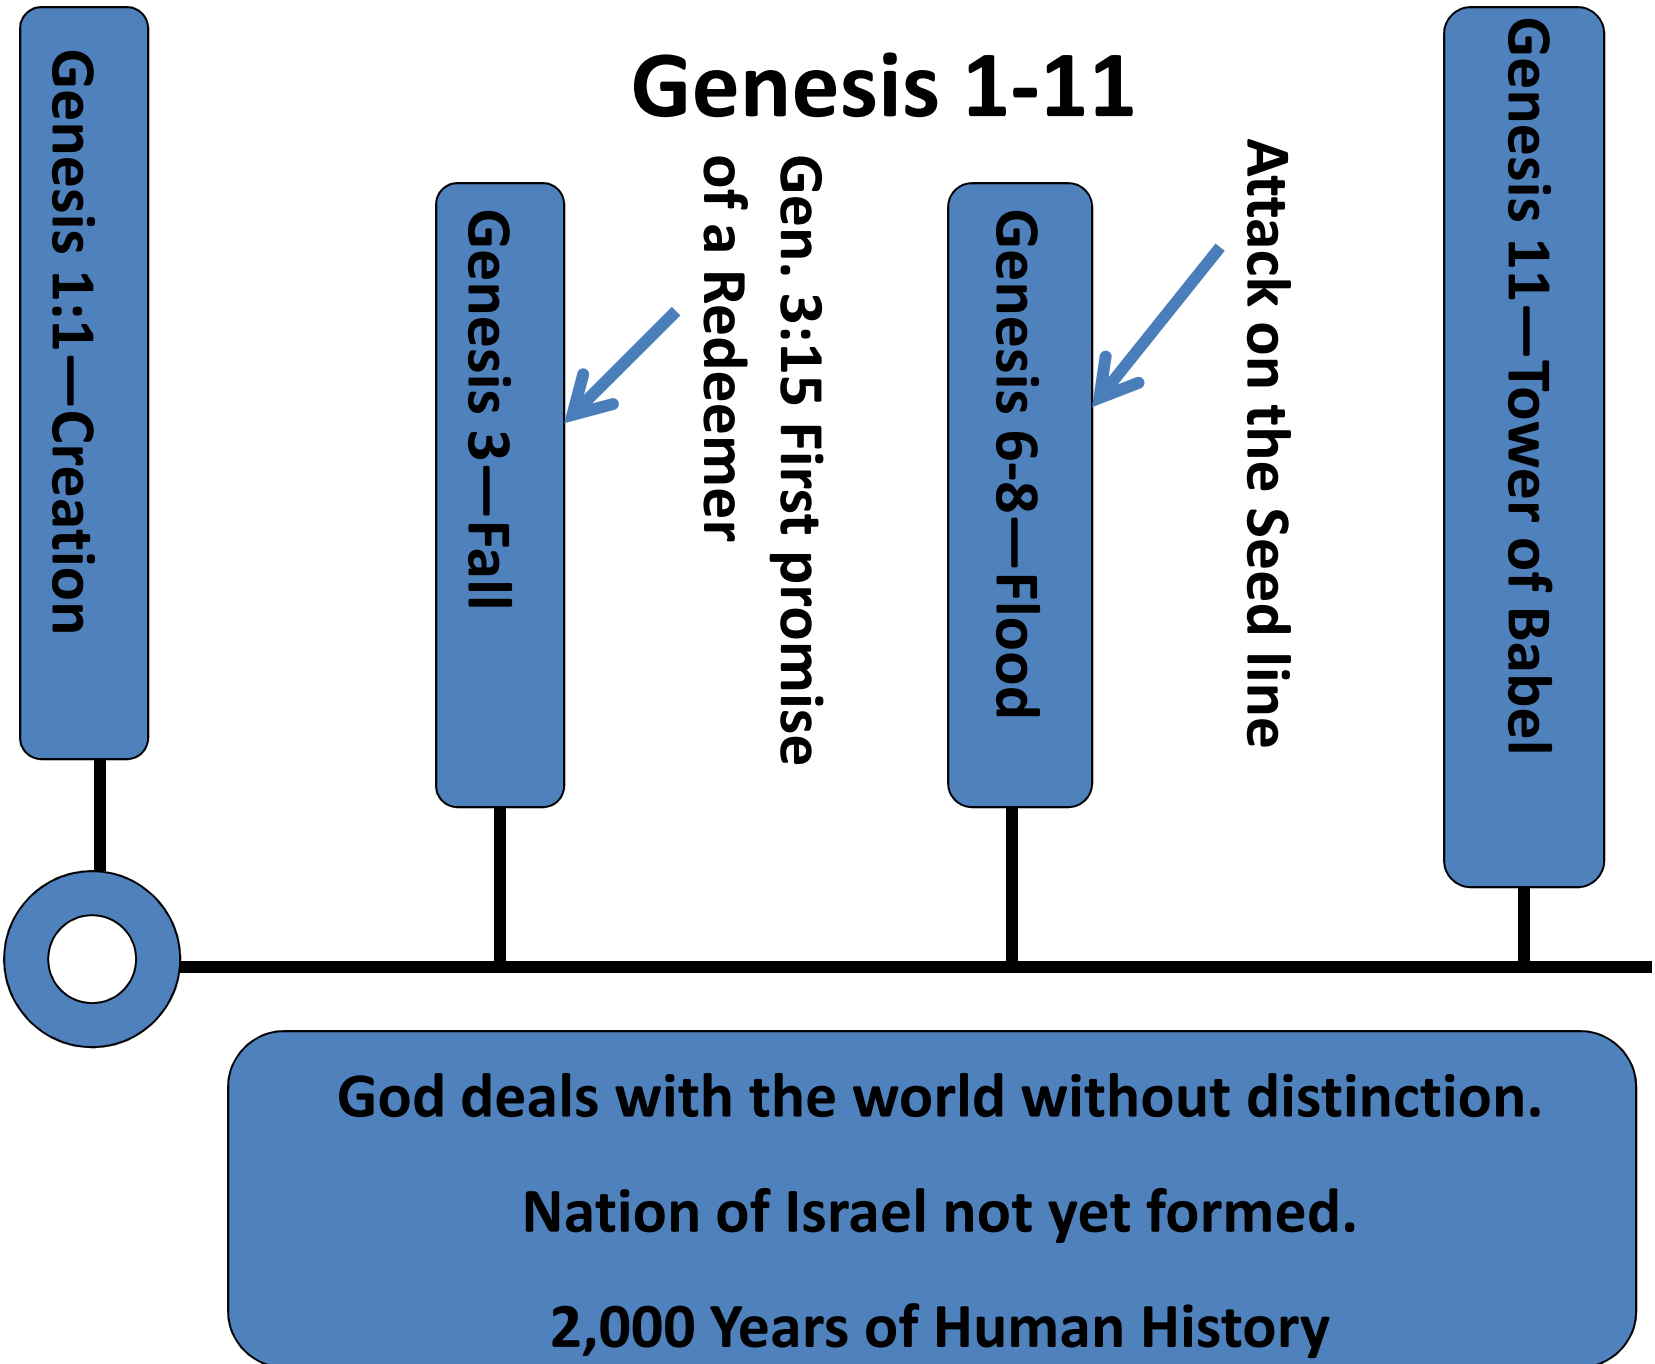 Genesis 1-11
Genesis 1:1—Creation
Genesis 3—Fall
Gen. 3:15 First promise
of a Redeemer
Genesis 6-8—Flood
Attack on the Seed line
Genesis 11—Tower of Babel
God deals with the world without distinction.
Nation of Israel not yet formed.
2,000 Years of Human History